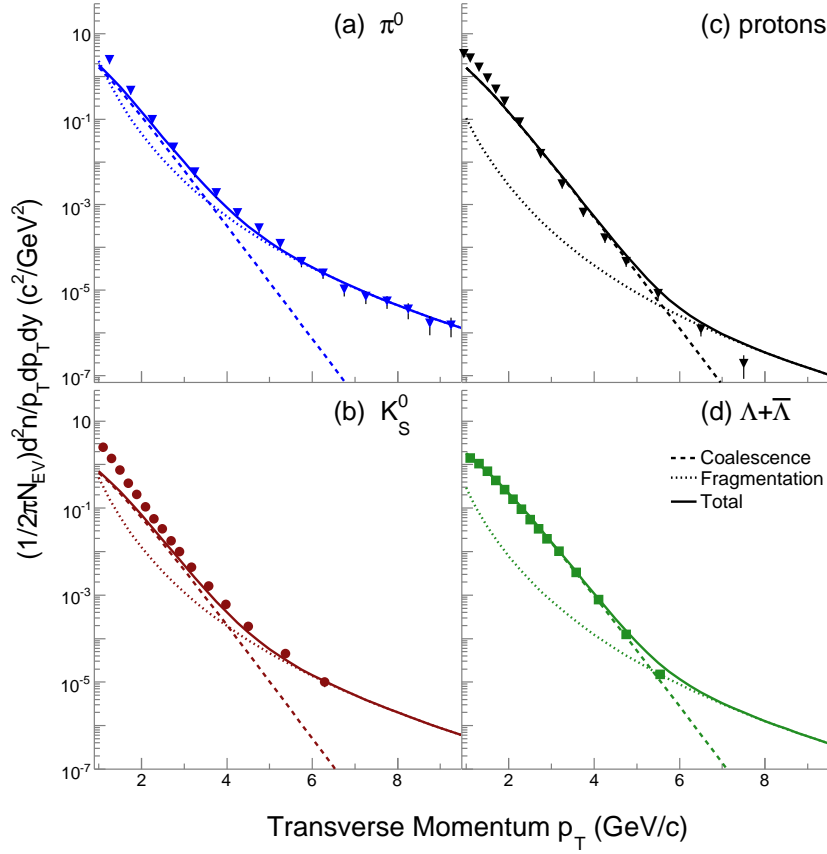 (a) π⁰
(c) protons
10
10⁻¹
10⁻³
10⁻⁵
10⁻⁷
(b) K⁰_S
(d) Λ+Λ̅
Coalescence
Fragmentation
Total
10
10⁻¹
10⁻³
10⁻⁵
10⁻⁷
2 4 6 8 2 4 6 8
(1/2πN_EV)d²n/p_Tdp_Tdy (c²/GeV²)
Transverse Momentum p_T (GeV/c)